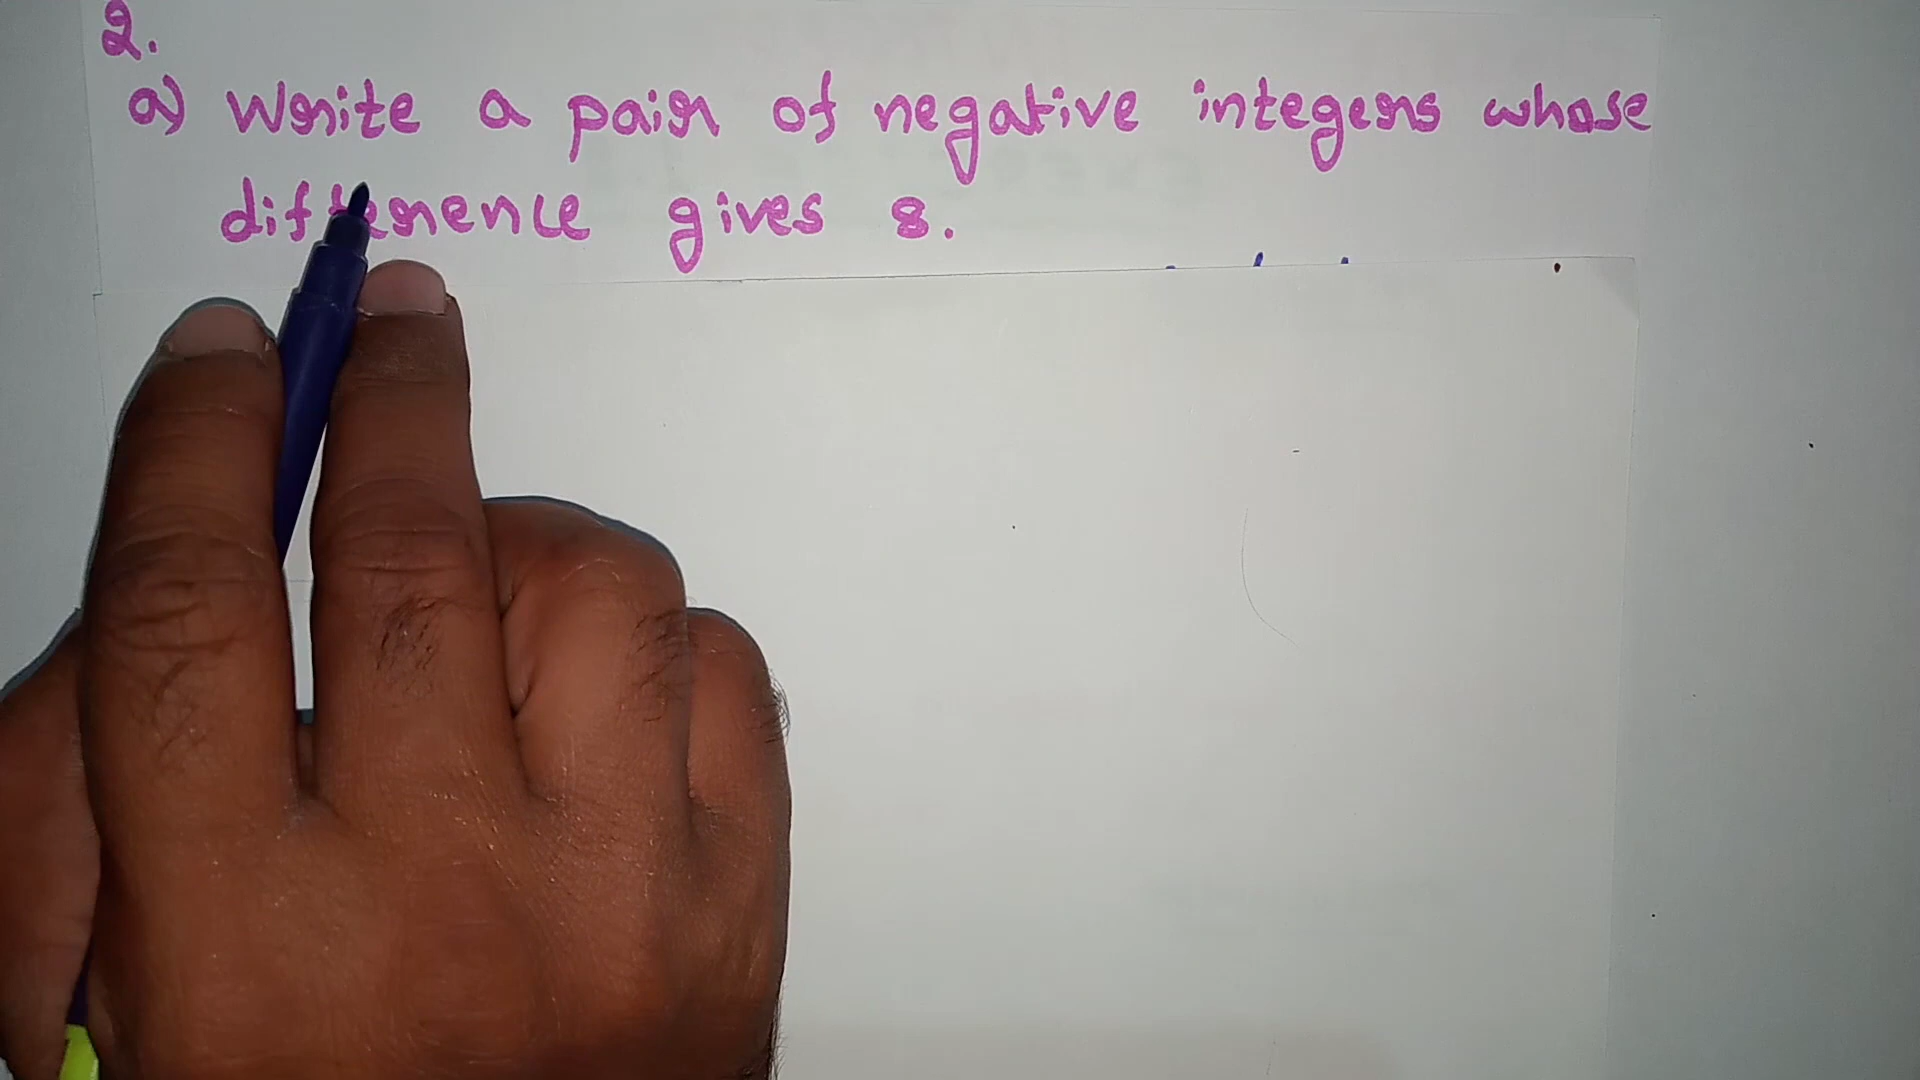 2.
a) Write a pair of negative integers whose
difference gives 8.